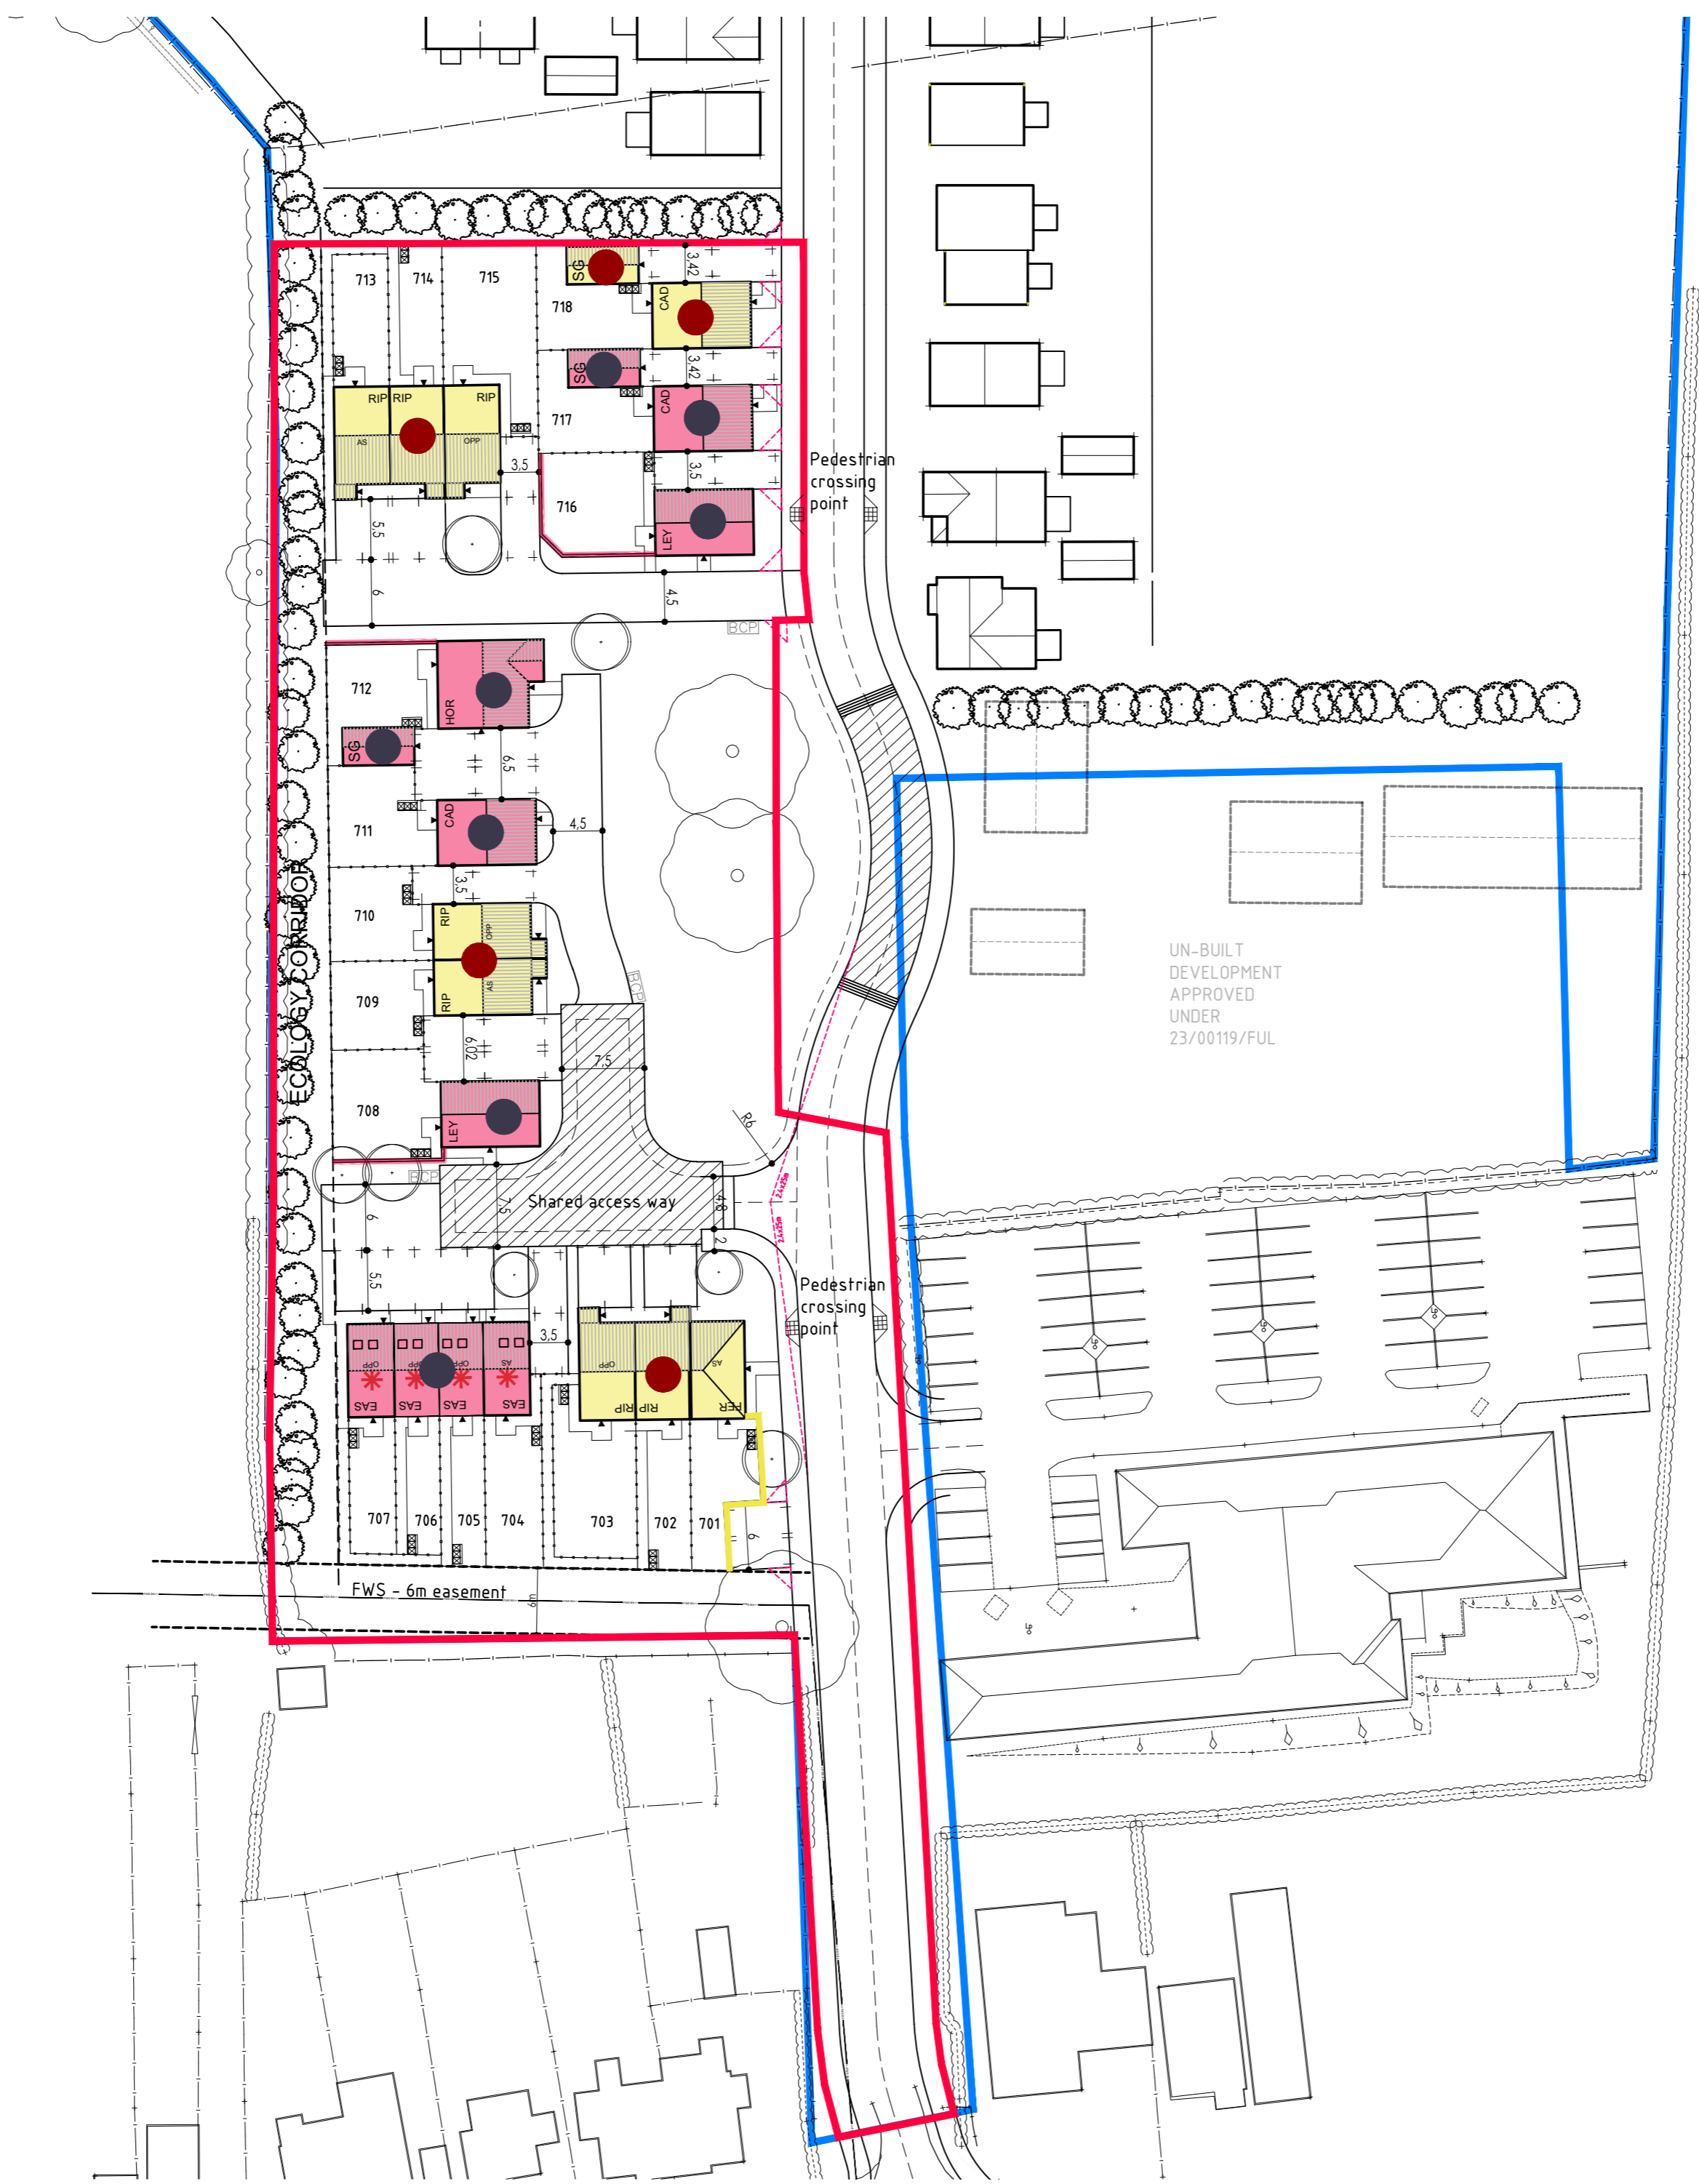 713
714
715
SG
3,42
718
CAD
3,42
SG
CAD
717
RIP
RIP
RIP
AS
OPP
3,5
3,5
716
LEY
Pedestrian
crossing
point
5,5
6
4,5
BCP
712
HOR
SG
6,5
711
CAD
4,5
3,5
710
RIP
OPP
ECOLOGY CORRIDOR
709
RIP
AS
BCP
6,02
7,5
708
LEY
R6
BCP
UN-BUILT
DEVELOPMENT
APPROVED
UNDER
23/00119/FUL
6
7,5
Shared access way
4,8
2
2.4x25m
2.4x25m
5,5
Pedestrian
crossing
point
3,5
OPP
OPP
OPP
AS
EAS
EAS
EAS
EAS
OPP
AS
RIP
RIP
FER
707
706
705
704
703
702
701
6
FWS - 6m easement